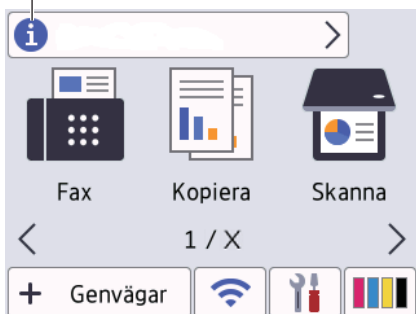 i
Fax Kopiera Skanna
1 / X
+ Genvägar